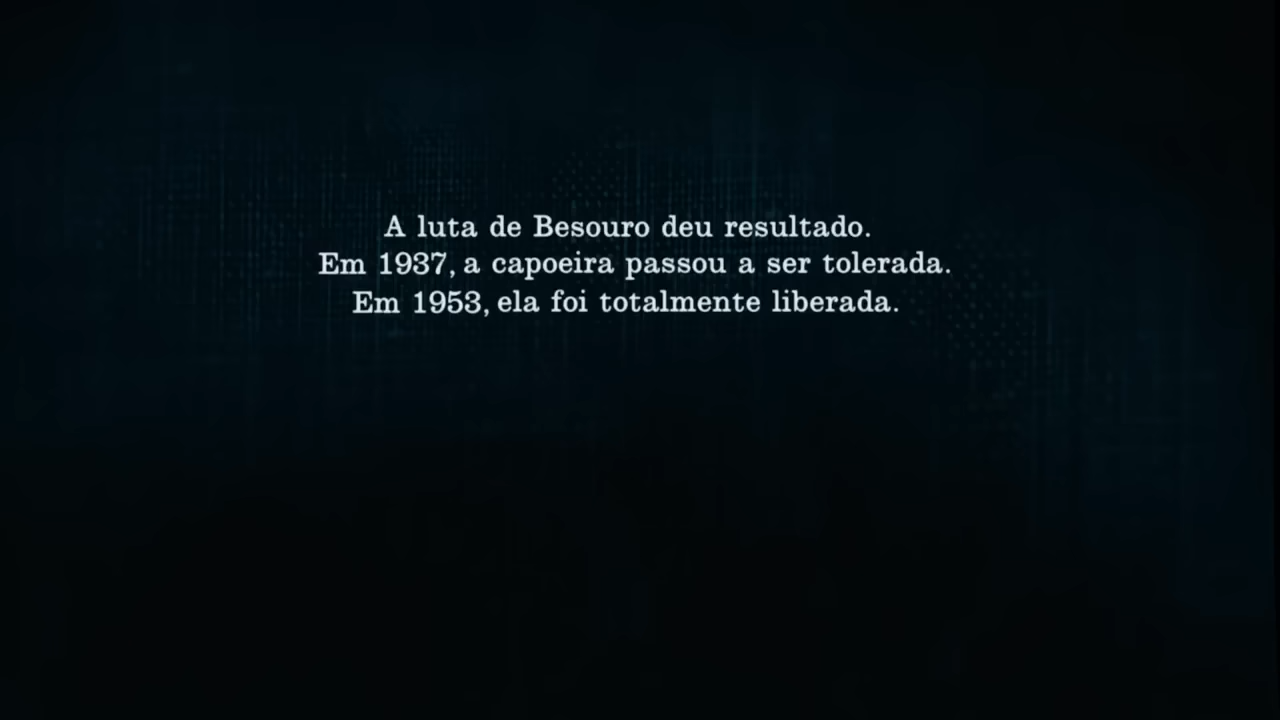 A luta de Besouro deu resultado.
Em 1937, a capoeira passou a ser tolerada.
Em 1953, ela foi totalmente liberada.